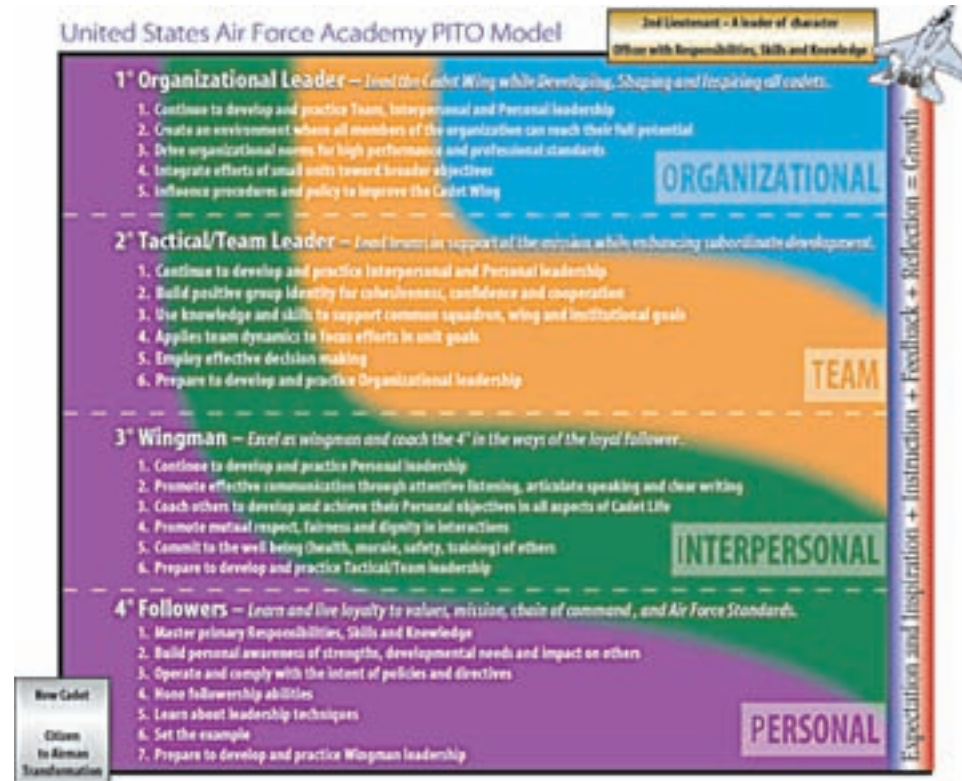 United States Air Force Academy PITO Model
2nd Lieutenant – A leader of character
Officer with Responsibilities, Skills and Knowledge
1° Organizational Leader – Lead the Cadet Wing while Developing, Shaping and Inspiring all cadets.
1. Continue to develop and practice Team, Interpersonal and Personal leadership
2. Create an environment where all members of the organization can reach their full potential
3. Drive organizational norms for high performance and professional standards
4. Integrate efforts of small units toward broader objectives
5. Influence procedures and policy to improve the Cadet Wing
ORGANIZATIONAL
2° Tactical/Team Leader – Lead teams in support of the mission while enhancing subordinate development.
1. Continue to develop and practice Interpersonal and Personal leadership
2. Build positive group identity for cohesiveness, confidence and cooperation
3. Use knowledge and skills to support common squadron, wing and institutional goals
4. Applies team dynamics to focus efforts in unit goals
5. Employ effective decision making
6. Prepare to develop and practice Organizational leadership
TEAM
3° Wingman – Excel as wingman and coach the 4° in the ways of the loyal follower.
1. Continue to develop and practice Personal leadership
2. Promote effective communication through attentive listening, articulate speaking and clear writing
3. Coach others to develop and achieve their Personal objectives in all aspects of Cadet Life
4. Promote mutual respect, fairness and dignity in interactions
5. Commit to the well being (health, morale, safety, training) of others
6. Prepare to develop and practice Tactical/Team leadership
INTERPERSONAL
4° Followers – Learn and live loyalty to values, mission, chain of command, and Air Force Standards.
1. Master primary Responsibilities, Skills and Knowledge
2. Build personal awareness of strengths, developmental needs and impact on others
3. Operate and comply with the intent of policies and directives
4. Hone followership abilities
5. Learn about leadership techniques
6. Set the example
7. Prepare to develop and practice Wingman leadership
PERSONAL
New Cadet
Citizen
to Airman
Transformation
Expectation and Inspiration + Instruction + Feedback + Reflection = Growth